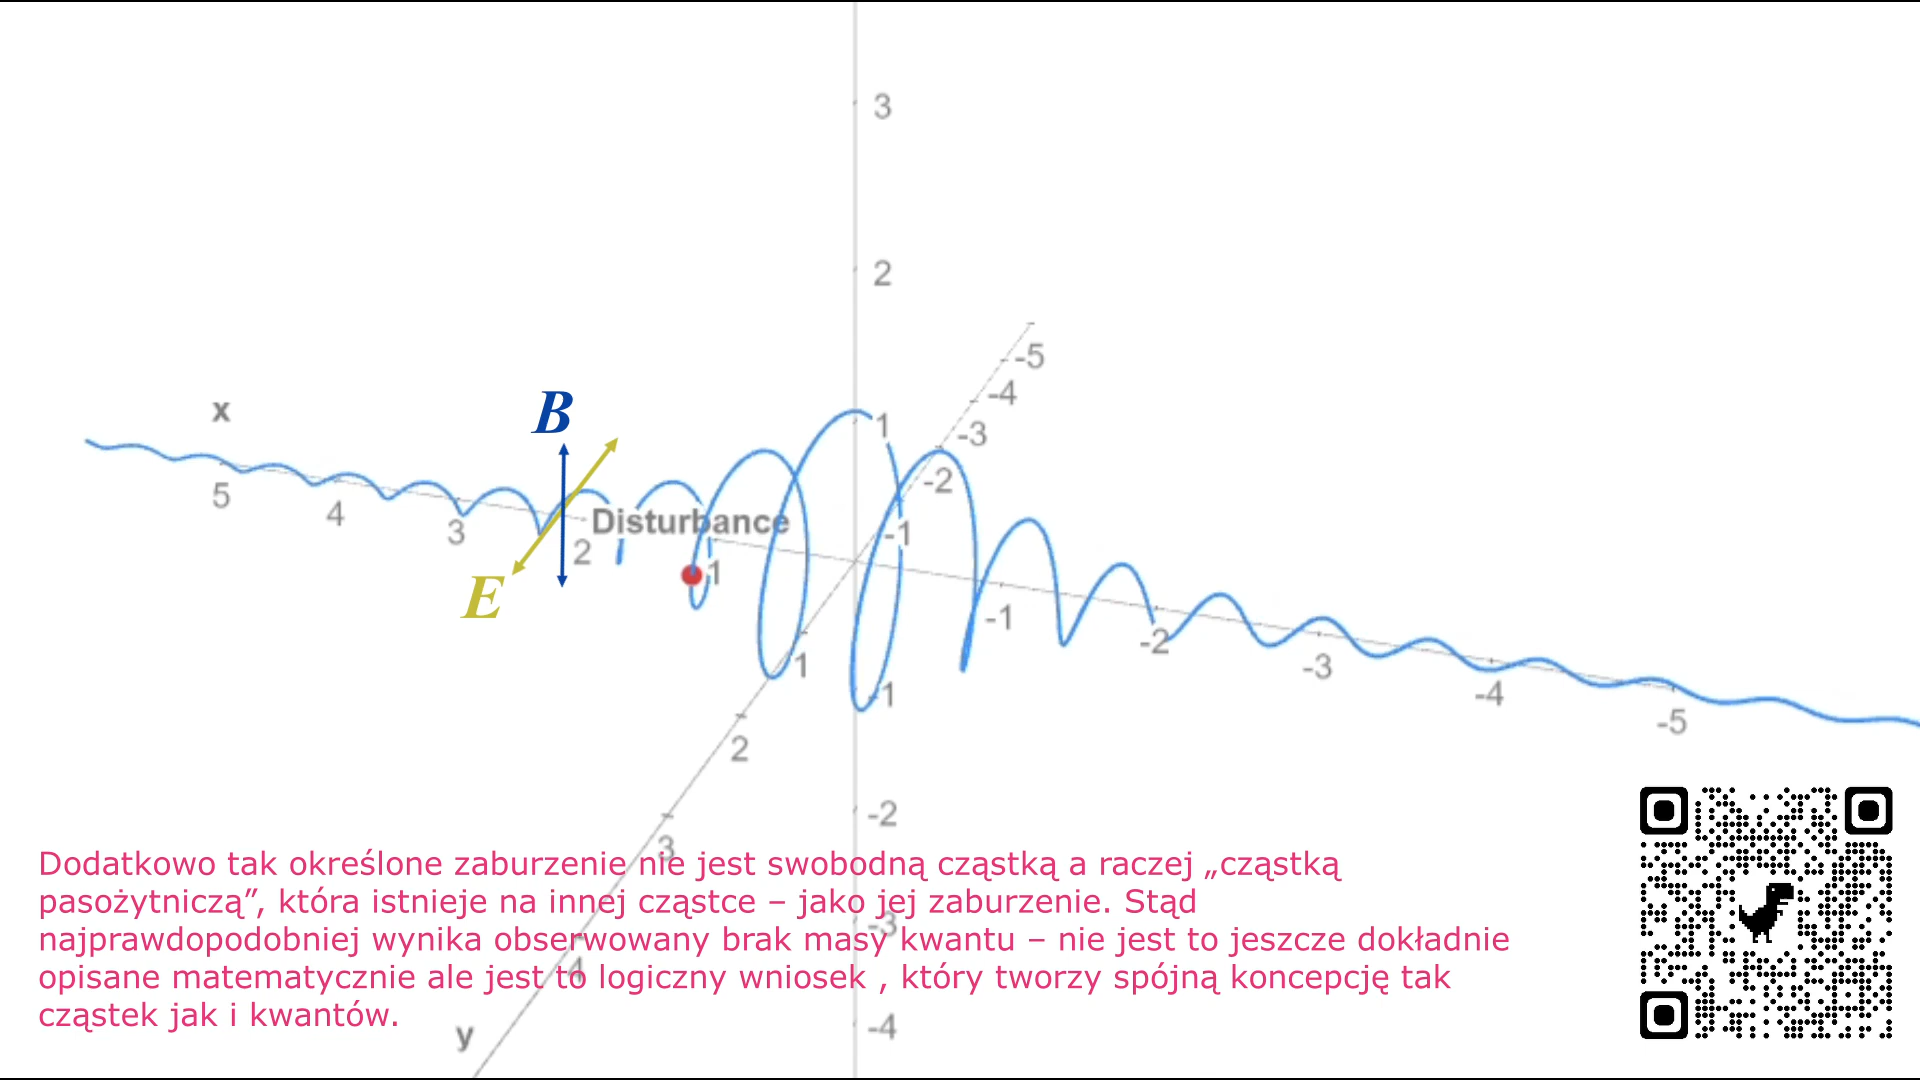 3
2
-5
-4
-3
B
x
1
-2
5
4
3
Disturbance
-1
2
1
E
-1
-2
1
-3
-1
-4
-5
2
-2
3
Dodatkowo tak określone zaburzenie nie jest swobodną cząstką a raczej „cząstką
pasożytniczą”, która istnieje na innej cząstce – jako jej zaburzenie. Stąd
-3
najprawdopodobniej wynika obserwowany brak masy kwantu – nie jest to jeszcze dokładnie
4
opisane matematycznie ale jest to logiczny wniosek , który tworzy spójną koncepcję tak
cząstek jak i kwantów.
y
-4